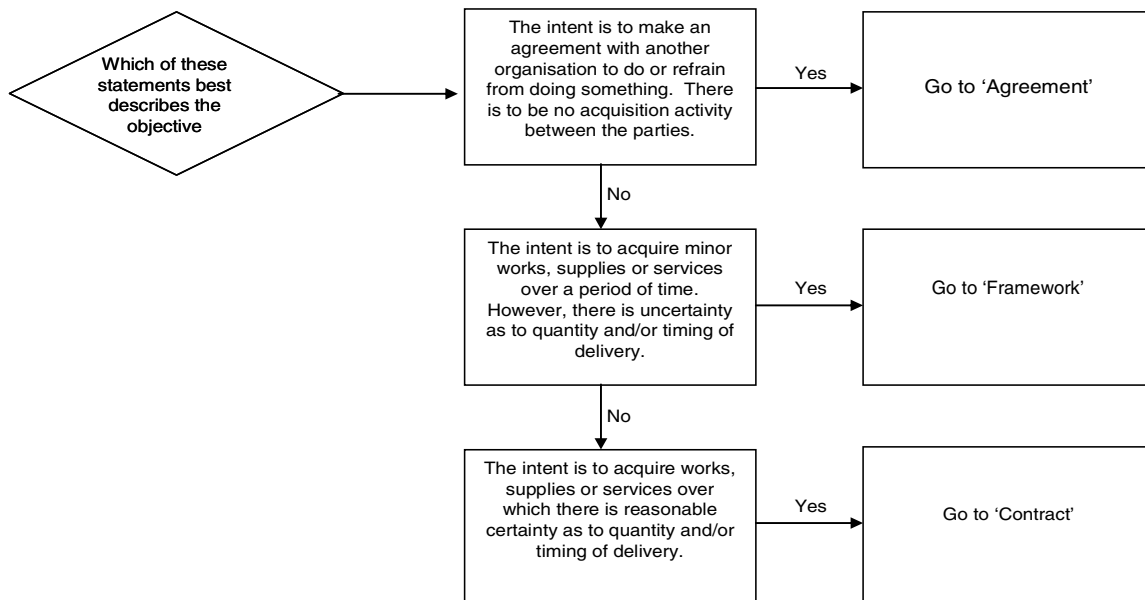 Which of these
statements best
describes the
objective
The intent is to make an
agreement with another
organisation to do or refrain
from doing something.  There
is to be no acquisition activity
between the parties.
Yes
Go to ‘Agreement’
No
The intent is to acquire minor
works, supplies or services
over a period of time.
However, there is uncertainty
as to quantity and/or timing of
delivery.
Yes
Go to ‘Framework’
No
The intent is to acquire works,
supplies or services over
which there is reasonable
certainty as to quantity and/or
timing of delivery.
Yes
Go to ‘Contract’